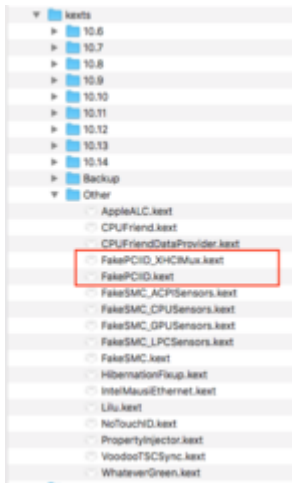 kexts
10.6
10.7
10.8
10.9
10.10
10.11
10.12
10.13
10.14
Backup
Other
AppleALC.kext
CPUFriend.kext
CPUFriendDataProvider.kext
FakePCIID_XHCIMux.kext
FakePCIID.kext
FakeSMC_ACPISensors.kext
FakeSMC_CPUSensors.kext
FakeSMC_GPUSensors.kext
FakeSMC_LPCSensors.kext
FakeSMC.kext
HibernationFixup.kext
IntelMausiEthernet.kext
Lilu.kext
NoTouchID.kext
PropertyInjector.kext
VoodooTSCSync.kext
WhateverGreen.kext